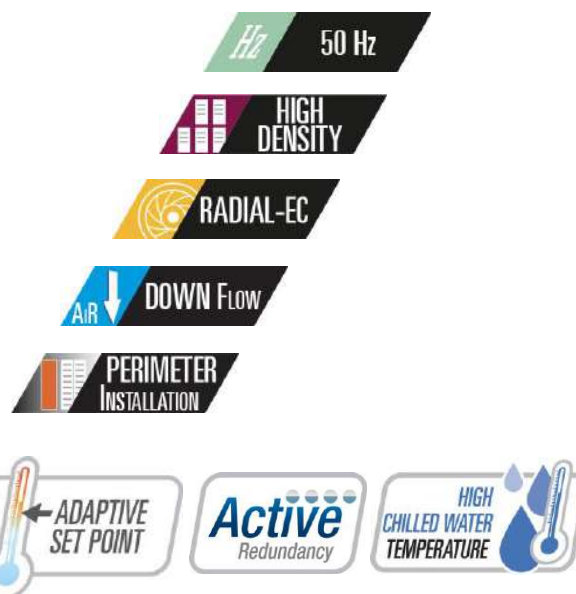 Hz 50 Hz
HIGH
DENSITY
RADIAL-EC
AIR DOWN FLOW
PERIMETER
INSTALLATION
ADAPTIVE
SET POINT
Active
Redundancy
HIGH
CHILLED WATER
TEMPERATURE